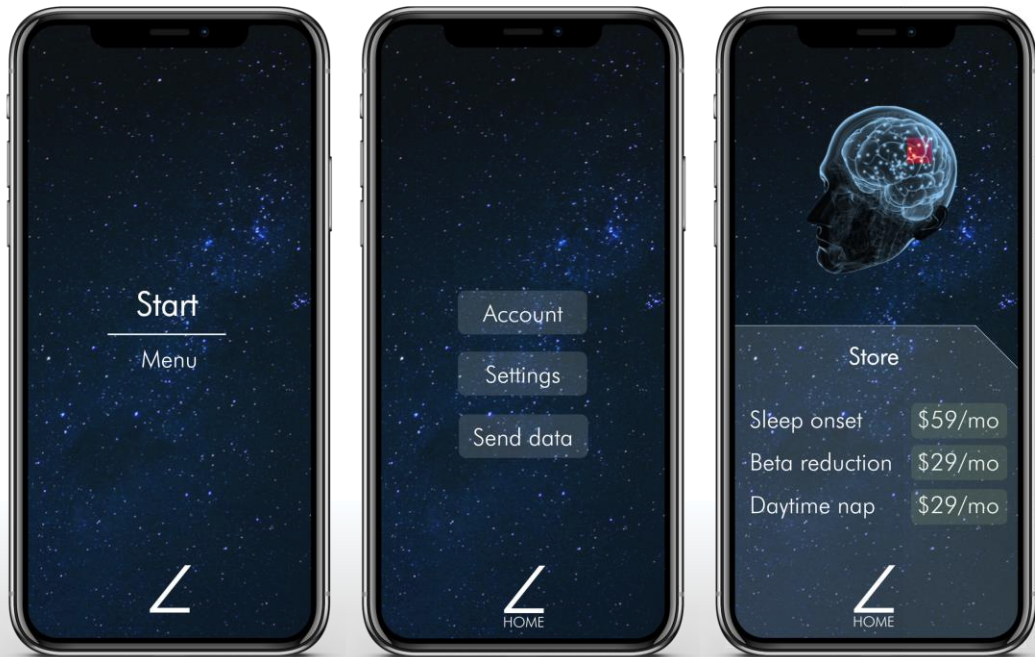 Start
Menu
Account
Settings
Send data
HOME
Store
Sleep onset $59/mo
Beta reduction $29/mo
Daytime nap $29/mo
HOME